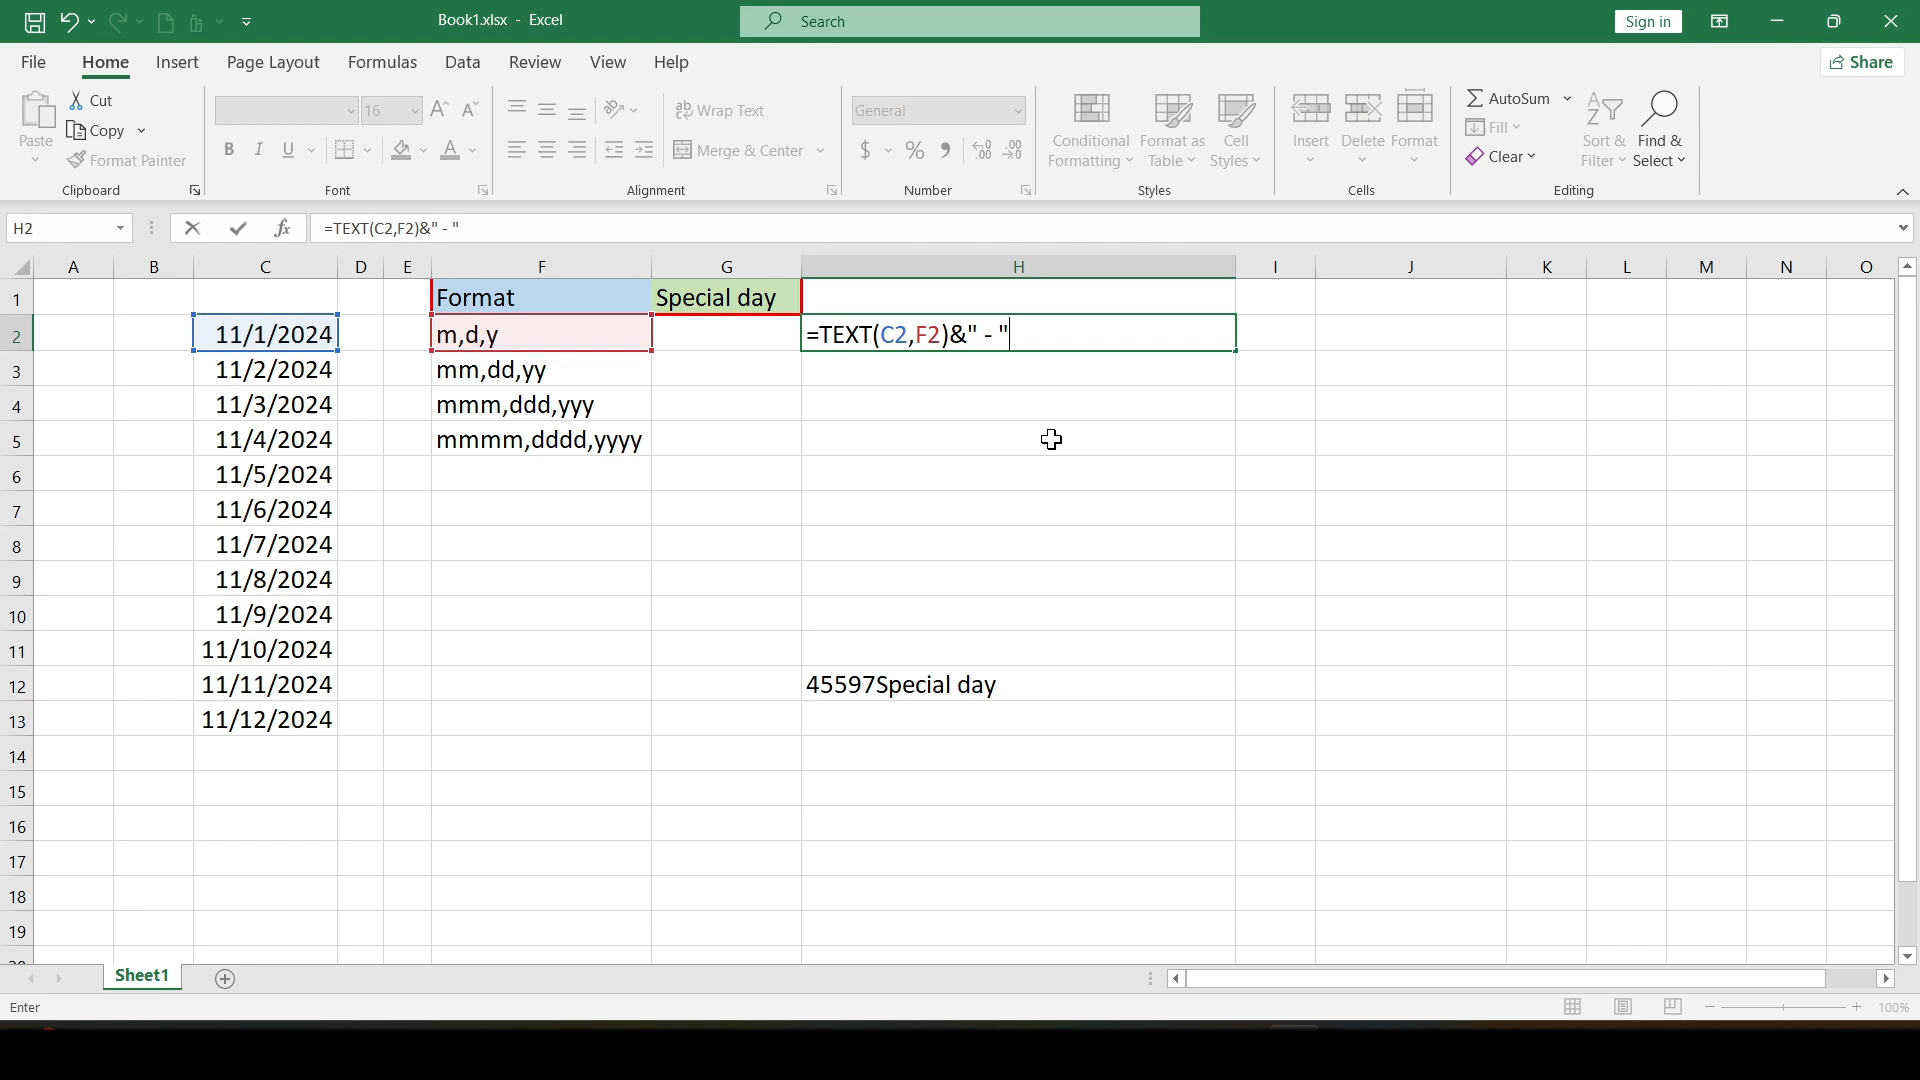 Book1.xlsx - Excel
Search
Sign in
File Home Insert Page Layout Formulas Data Review View Help
Share
Paste
Cut
Copy
Format Painter
Clipboard
16
B I U
Font
Wrap Text
Merge & Center
Alignment
General
$ % ,
Number
Conditional Formatting
Format as Table
Cell Styles
Styles
Insert Delete Format
Cells
AutoSum
Fill
Clear
Sort & Filter
Find & Select
Editing
H2
fx
=TEXT(C2,F2)&" - "
A B C D E F G H I J K L M N O
1 Format Special day
2 11/1/2024 m,d,y =TEXT(C2,F2)&" - "
3 11/2/2024 mm,dd,yy
4 11/3/2024 mmm,ddd,yyy
5 11/4/2024 mmmm,dddd,yyyy
6 11/5/2024
7 11/6/2024
8 11/7/2024
9 11/8/2024
10 11/9/2024
11 11/10/2024
12 11/11/2024 45597Special day
13 11/12/2024
14
15
16
17
18
19
Sheet1
Enter
100%